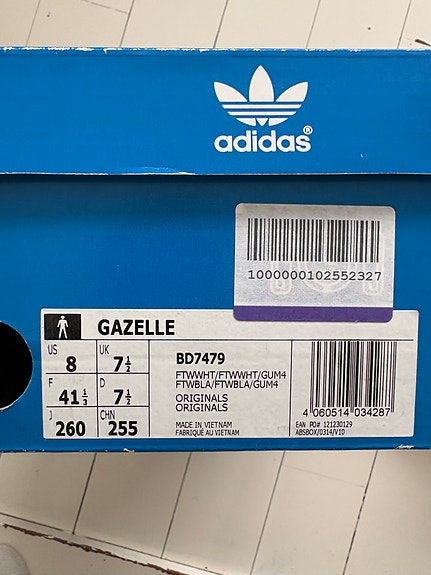 adidas®
1000000102552327
GAZELLE
US 8 UK 7½
F 41⅓ D 7½
J 260 CHN 255
BD7479
FTWWHT/FTWWHT/GUM4
FTWBLA/FTWBLA/GUM4
ORIGINALS
ORIGINALS
MADE IN VIETNAM
FABRIQUÉ AU VIETNAM
4 060514 034287
EAN PO# 121230129
ABSBOX/0314/V10